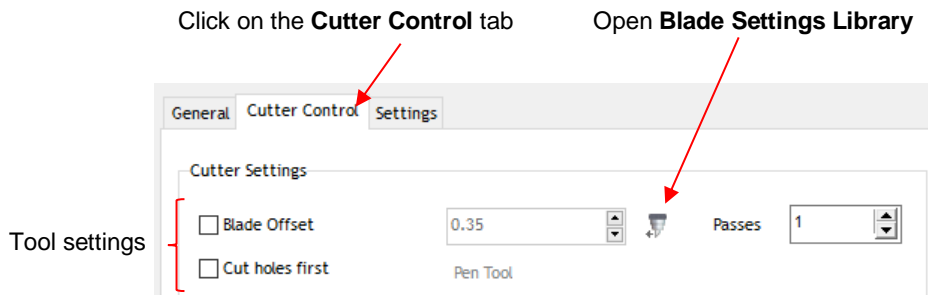 Click on the Cutter Control tab Open Blade Settings Library
General Cutter Control Settings
Cutter Settings
Tool settings
Blade Offset 0.35 Passes 1
Cut holes first Pen Tool